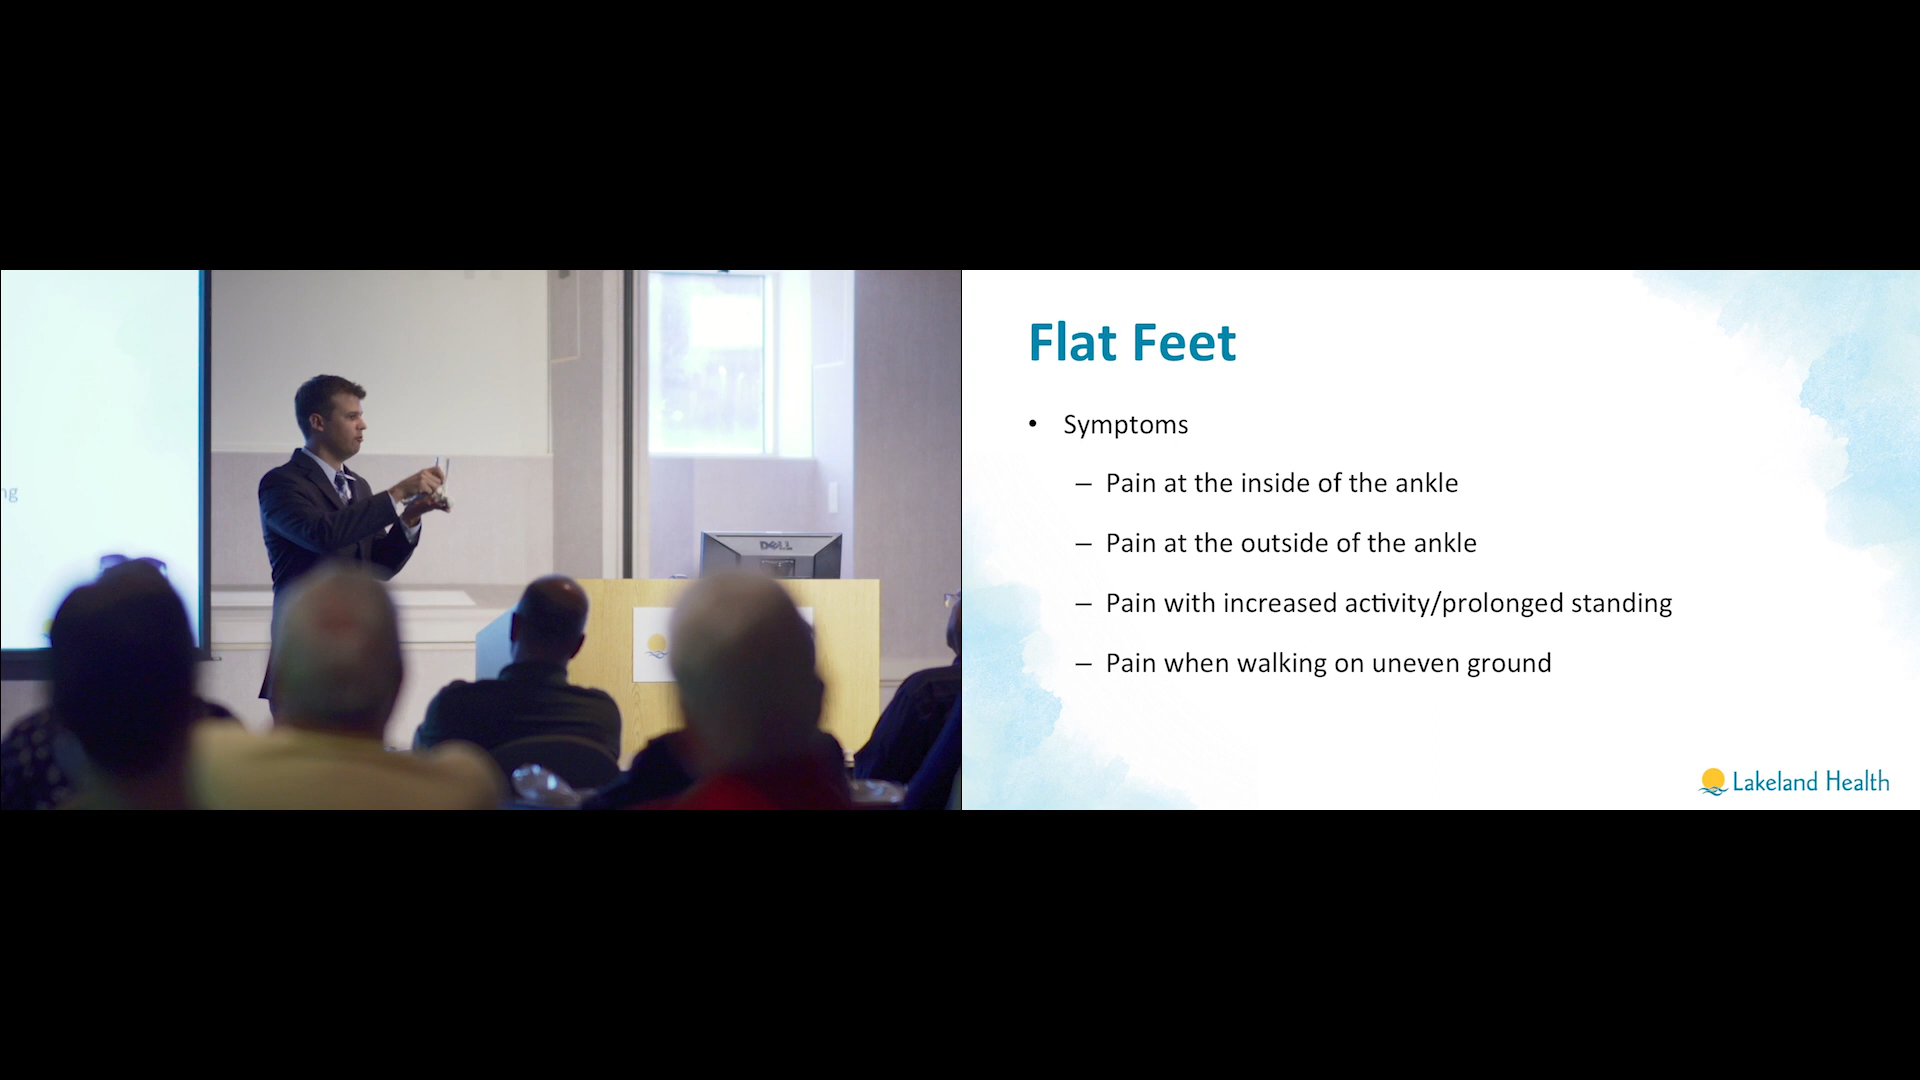 ng
DELL
Flat Feet
• Symptoms
– Pain at the inside of the ankle
– Pain at the outside of the ankle
– Pain with increased activity/prolonged standing
– Pain when walking on uneven ground
Lakeland Health